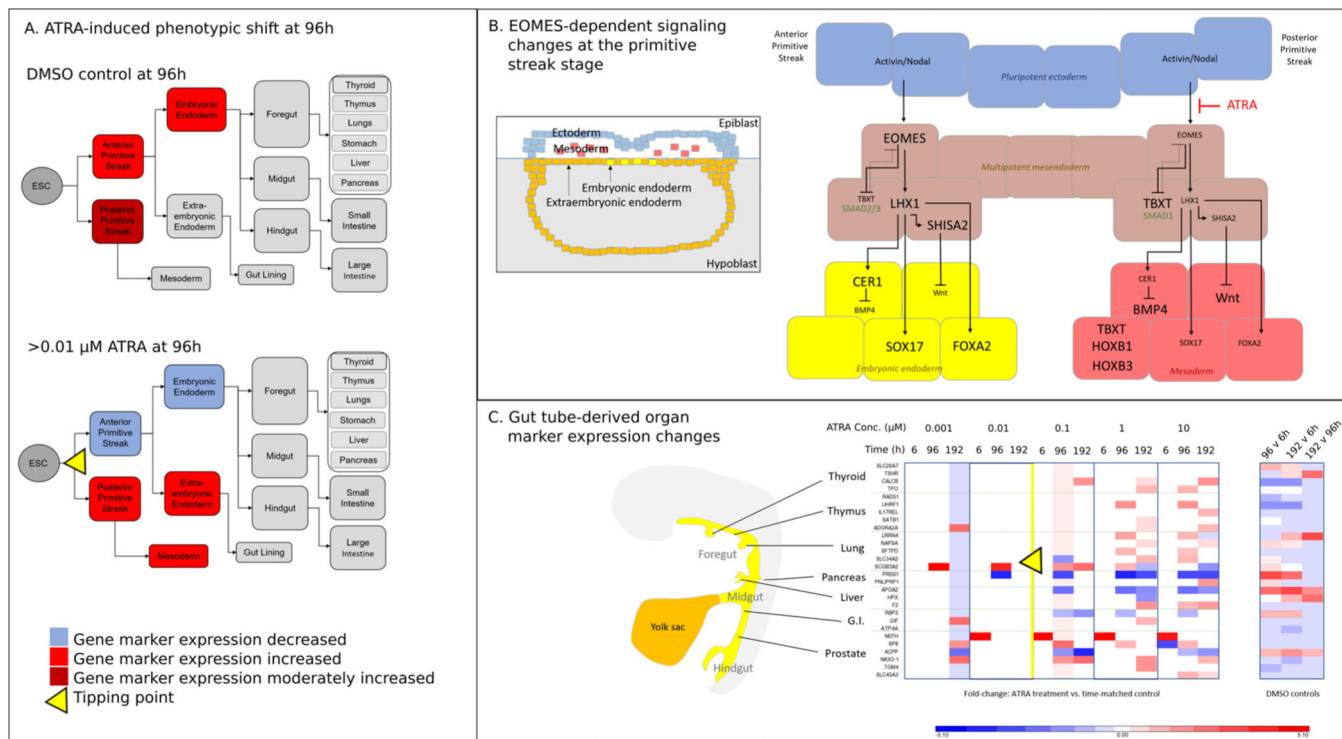 A. ATRA-induced phenotypic shift at 96h
DMSO control at 96h
ESC
Anterior
Primitive
Streak
Posterior
Primitive
Streak
Embryonic
Endoderm
Extra-
embryonic
Endoderm
Mesoderm
Gut Lining
Foregut
Midgut
Hindgut
Thyroid
Thymus
Lungs
Stomach
Liver
Pancreas
Small
Intestine
Large
Intestine
>0.01 µM ATRA at 96h
ESC
Anterior
Primitive
Streak
Posterior
Primitive
Streak
Embryonic
Endoderm
Extra-
embryonic
Endoderm
Mesoderm
Gut Lining
Foregut
Midgut
Hindgut
Thyroid
Thymus
Lungs
Stomach
Liver
Pancreas
Small
Intestine
Large
Intestine
Gene marker expression decreased
Gene marker expression increased
Gene marker expression moderately increased
Tipping point
B. EOMES-dependent signaling
changes at the primitive
streak stage
Epiblast
Ectoderm
Mesoderm
Embryonic endoderm
Extraembryonic endoderm
Hypoblast
Anterior
Primitive
Streak
Activin/Nodal
Pluripotent ectoderm
Activin/Nodal
Posterior
Primitive
Streak
ATRA
EOMES
TBXT
SMAD2/3
LHX1
SHISA2
Multipotent mesendoderm
EOMES
TBXT
SMAD1
LHX1
SHISA2
CER1
BMP4
Wnt
SOX17
FOXA2
Embryonic endoderm
CER1
BMP4
Wnt
TBXT
HOXB1
HOXB3
SOX17
FOXA2
Mesoderm
C. Gut tube-derived organ
marker expression changes
ATRA Conc. (µM) 0.001 0.01 0.1 1 10
Time (h) 6 96 192 6 96 192 6 96 192 6 96 192 6 96 192
96 v 6h
192 v 6h
192 v 96h
Foregut
Midgut
Hindgut
Yolk sac
Thyroid
Thymus
Lung
Pancreas
Liver
G.I.
Prostate
SLC26A7
TSHR
CALCB
TPO
RAD51
UHRF1
IL17REL
SATB1
ADORA2A
LRRN4
NAPSA
SFTPD
SLC34A2
SCGB3A2
PRSS1
PNLIPRP1
APOA2
HPX
F2
RBP2
GIF
ATP4A
NEFH
SPB
ACPP
NKX3-1
TGM4
SLC45A3
Fold-change: ATRA treatment vs. time-matched control
DMSO controls
-5.10 0.00 5.10